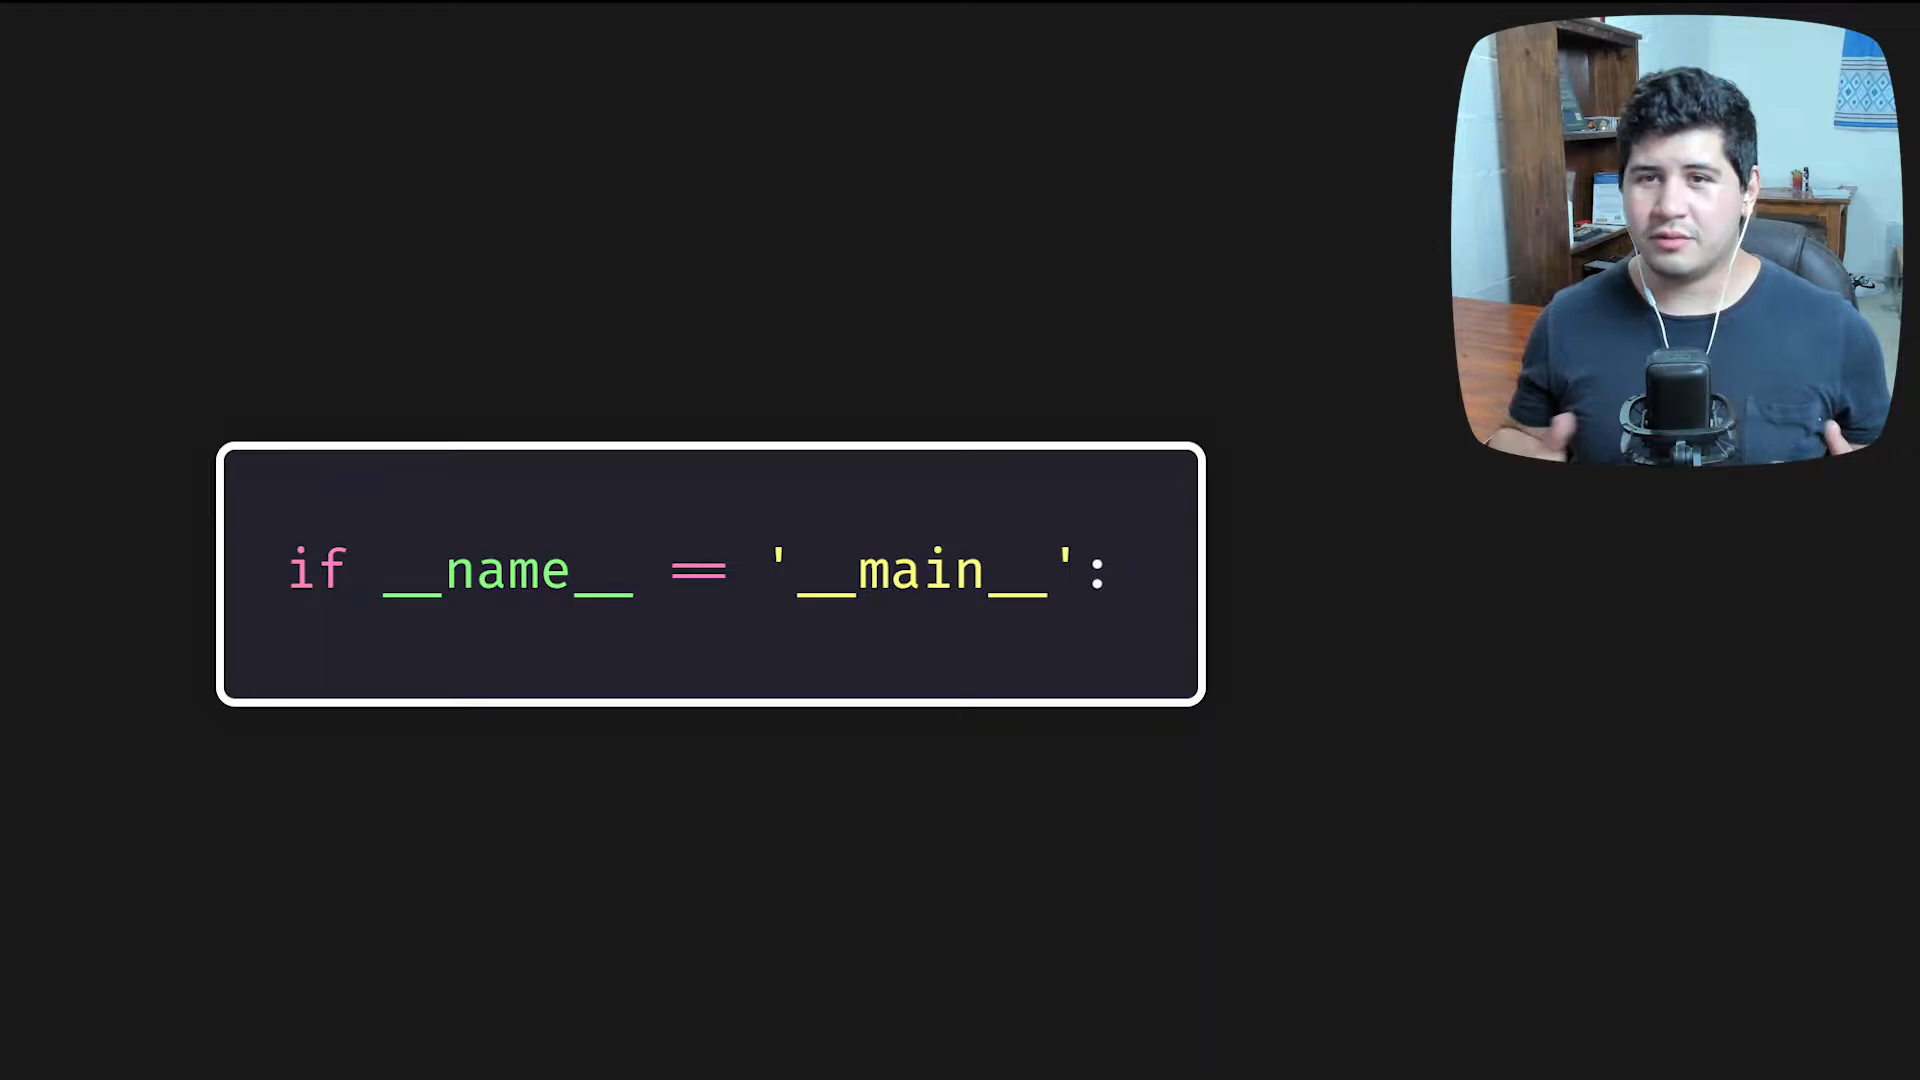 if __name__ == '__main__':